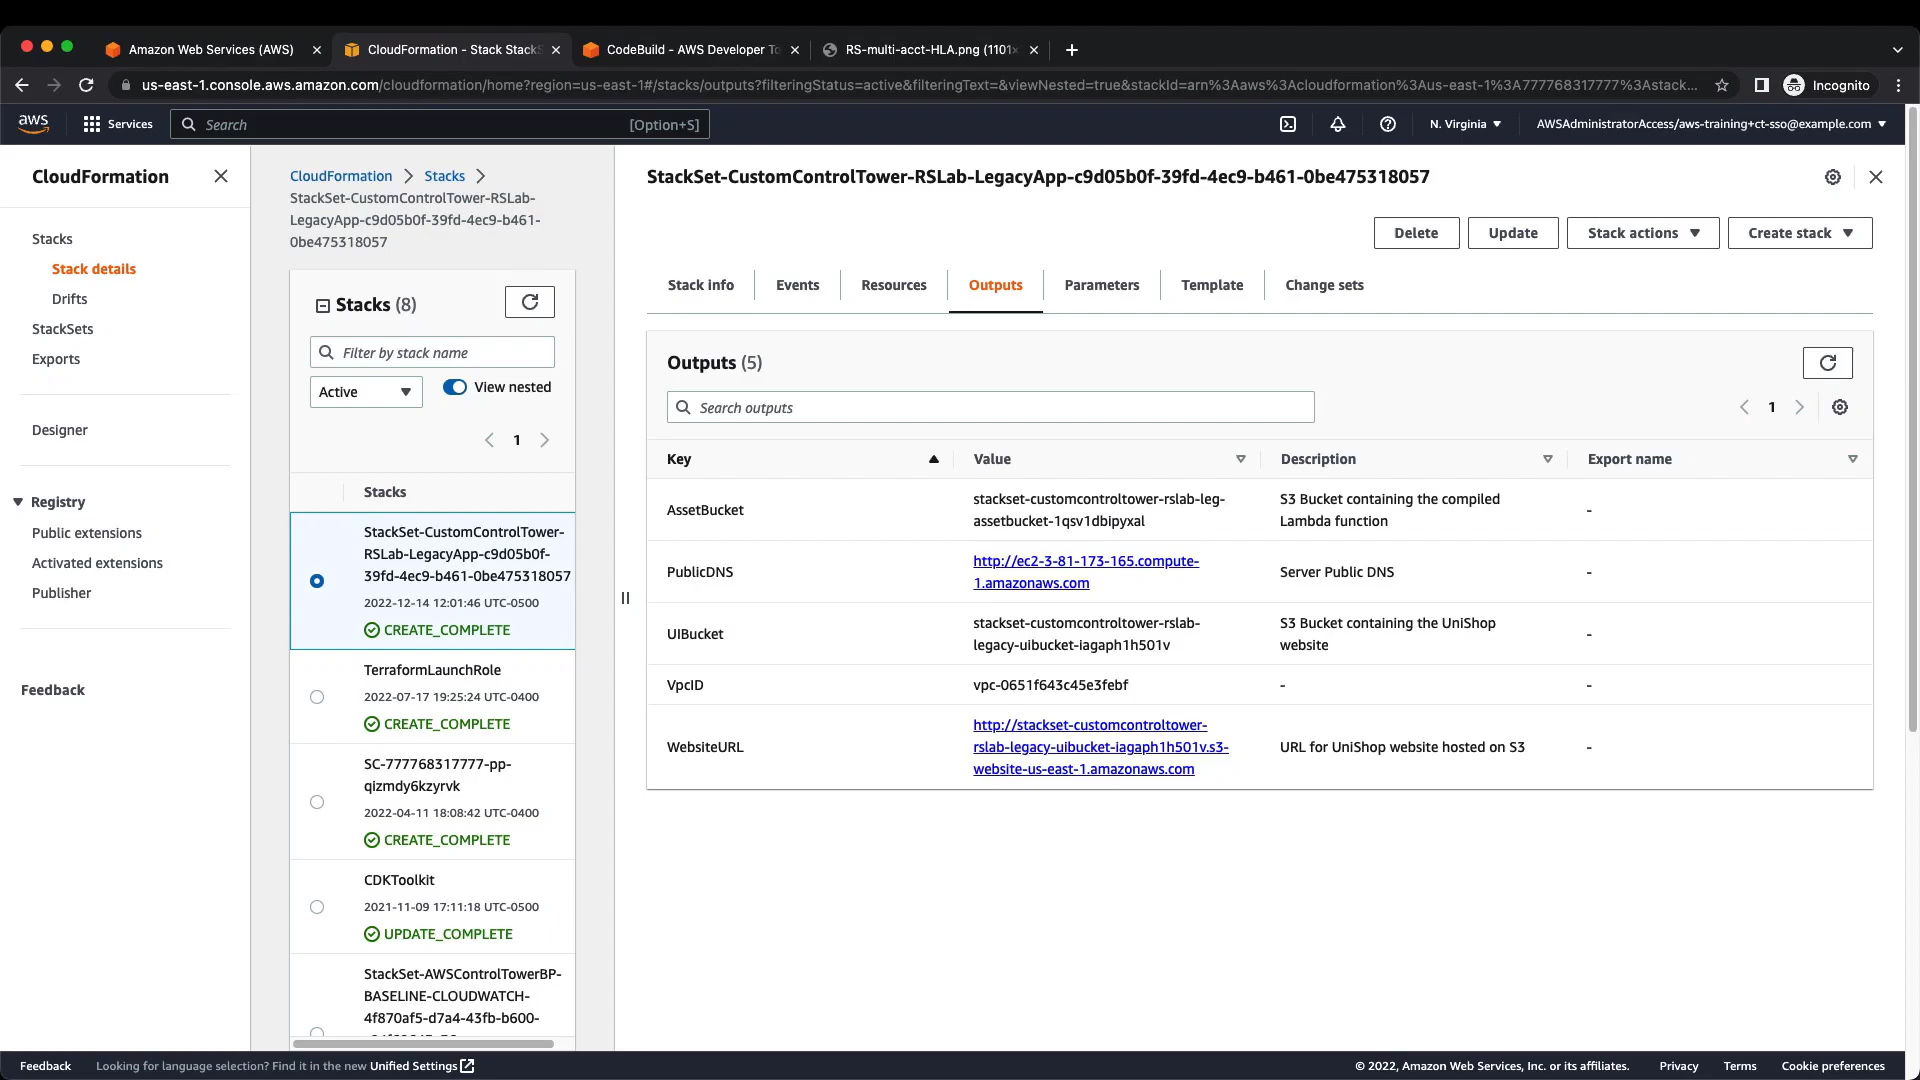 Amazon Web Services (AWS)
CloudFormation - Stack StackS
CodeBuild - AWS Developer To
RS-multi-acct-HLA.png (1101×
us-east-1.console.aws.amazon.com/cloudformation/home?region=us-east-1#/stacks/outputs?filteringStatus=active&filteringText=&viewNested=true&stackId=arn%3Aaws%3Acloudformation%3Aus-east-1%3A777768317777%3Astack...
Incognito
aws
Services
Search
[Option+S]
N. Virginia
AWSAdministratorAccess/aws-training+ct-sso@example.com
CloudFormation
Stacks
Stack details
Drifts
StackSets
Exports
Designer
Registry
Public extensions
Activated extensions
Publisher
Feedback
CloudFormation
Stacks
StackSet-CustomControlTower-RSLab-
LegacyApp-c9d05b0f-39fd-4ec9-b461-
0be475318057
Stacks (8)
Filter by stack name
Active
View nested
1
Stacks
StackSet-CustomControlTower-
RSLab-LegacyApp-c9d05b0f-
39fd-4ec9-b461-0be475318057
2022-12-14 12:01:46 UTC-0500
CREATE_COMPLETE
TerraformLaunchRole
2022-07-17 19:25:24 UTC-0400
CREATE_COMPLETE
SC-777768317777-pp-
qizmdy6kzyrvk
2022-04-11 18:08:42 UTC-0400
CREATE_COMPLETE
CDKToolkit
2021-11-09 17:11:18 UTC-0500
UPDATE_COMPLETE
StackSet-AWSControlTowerBP-
BASELINE-CLOUDWATCH-
4f870af5-d7a4-43fb-b600-
StackSet-CustomControlTower-RSLab-LegacyApp-c9d05b0f-39fd-4ec9-b461-0be475318057
Delete
Update
Stack actions
Create stack
Stack info
Events
Resources
Outputs
Parameters
Template
Change sets
Outputs (5)
Search outputs
1
Key
Value
Description
Export name
AssetBucket
stackset-customcontroltower-rslab-leg-
assetbucket-1qsv1dbipyxal
S3 Bucket containing the compiled
Lambda function
-
PublicDNS
http://ec2-3-81-173-165.compute-
1.amazonaws.com
Server Public DNS
-
UIBucket
stackset-customcontroltower-rslab-
legacy-uibucket-iagaph1h501v
S3 Bucket containing the UniShop
website
-
VpcID
vpc-0651f643c45e3febf
-
-
WebsiteURL
http://stackset-customcontroltower-
rslab-legacy-uibucket-iagaph1h501v.s3-
website-us-east-1.amazonaws.com
URL for UniShop website hosted on S3
-
Feedback
Looking for language selection? Find it in the new Unified Settings
© 2022, Amazon Web Services, Inc. or its affiliates.
Privacy
Terms
Cookie preferences